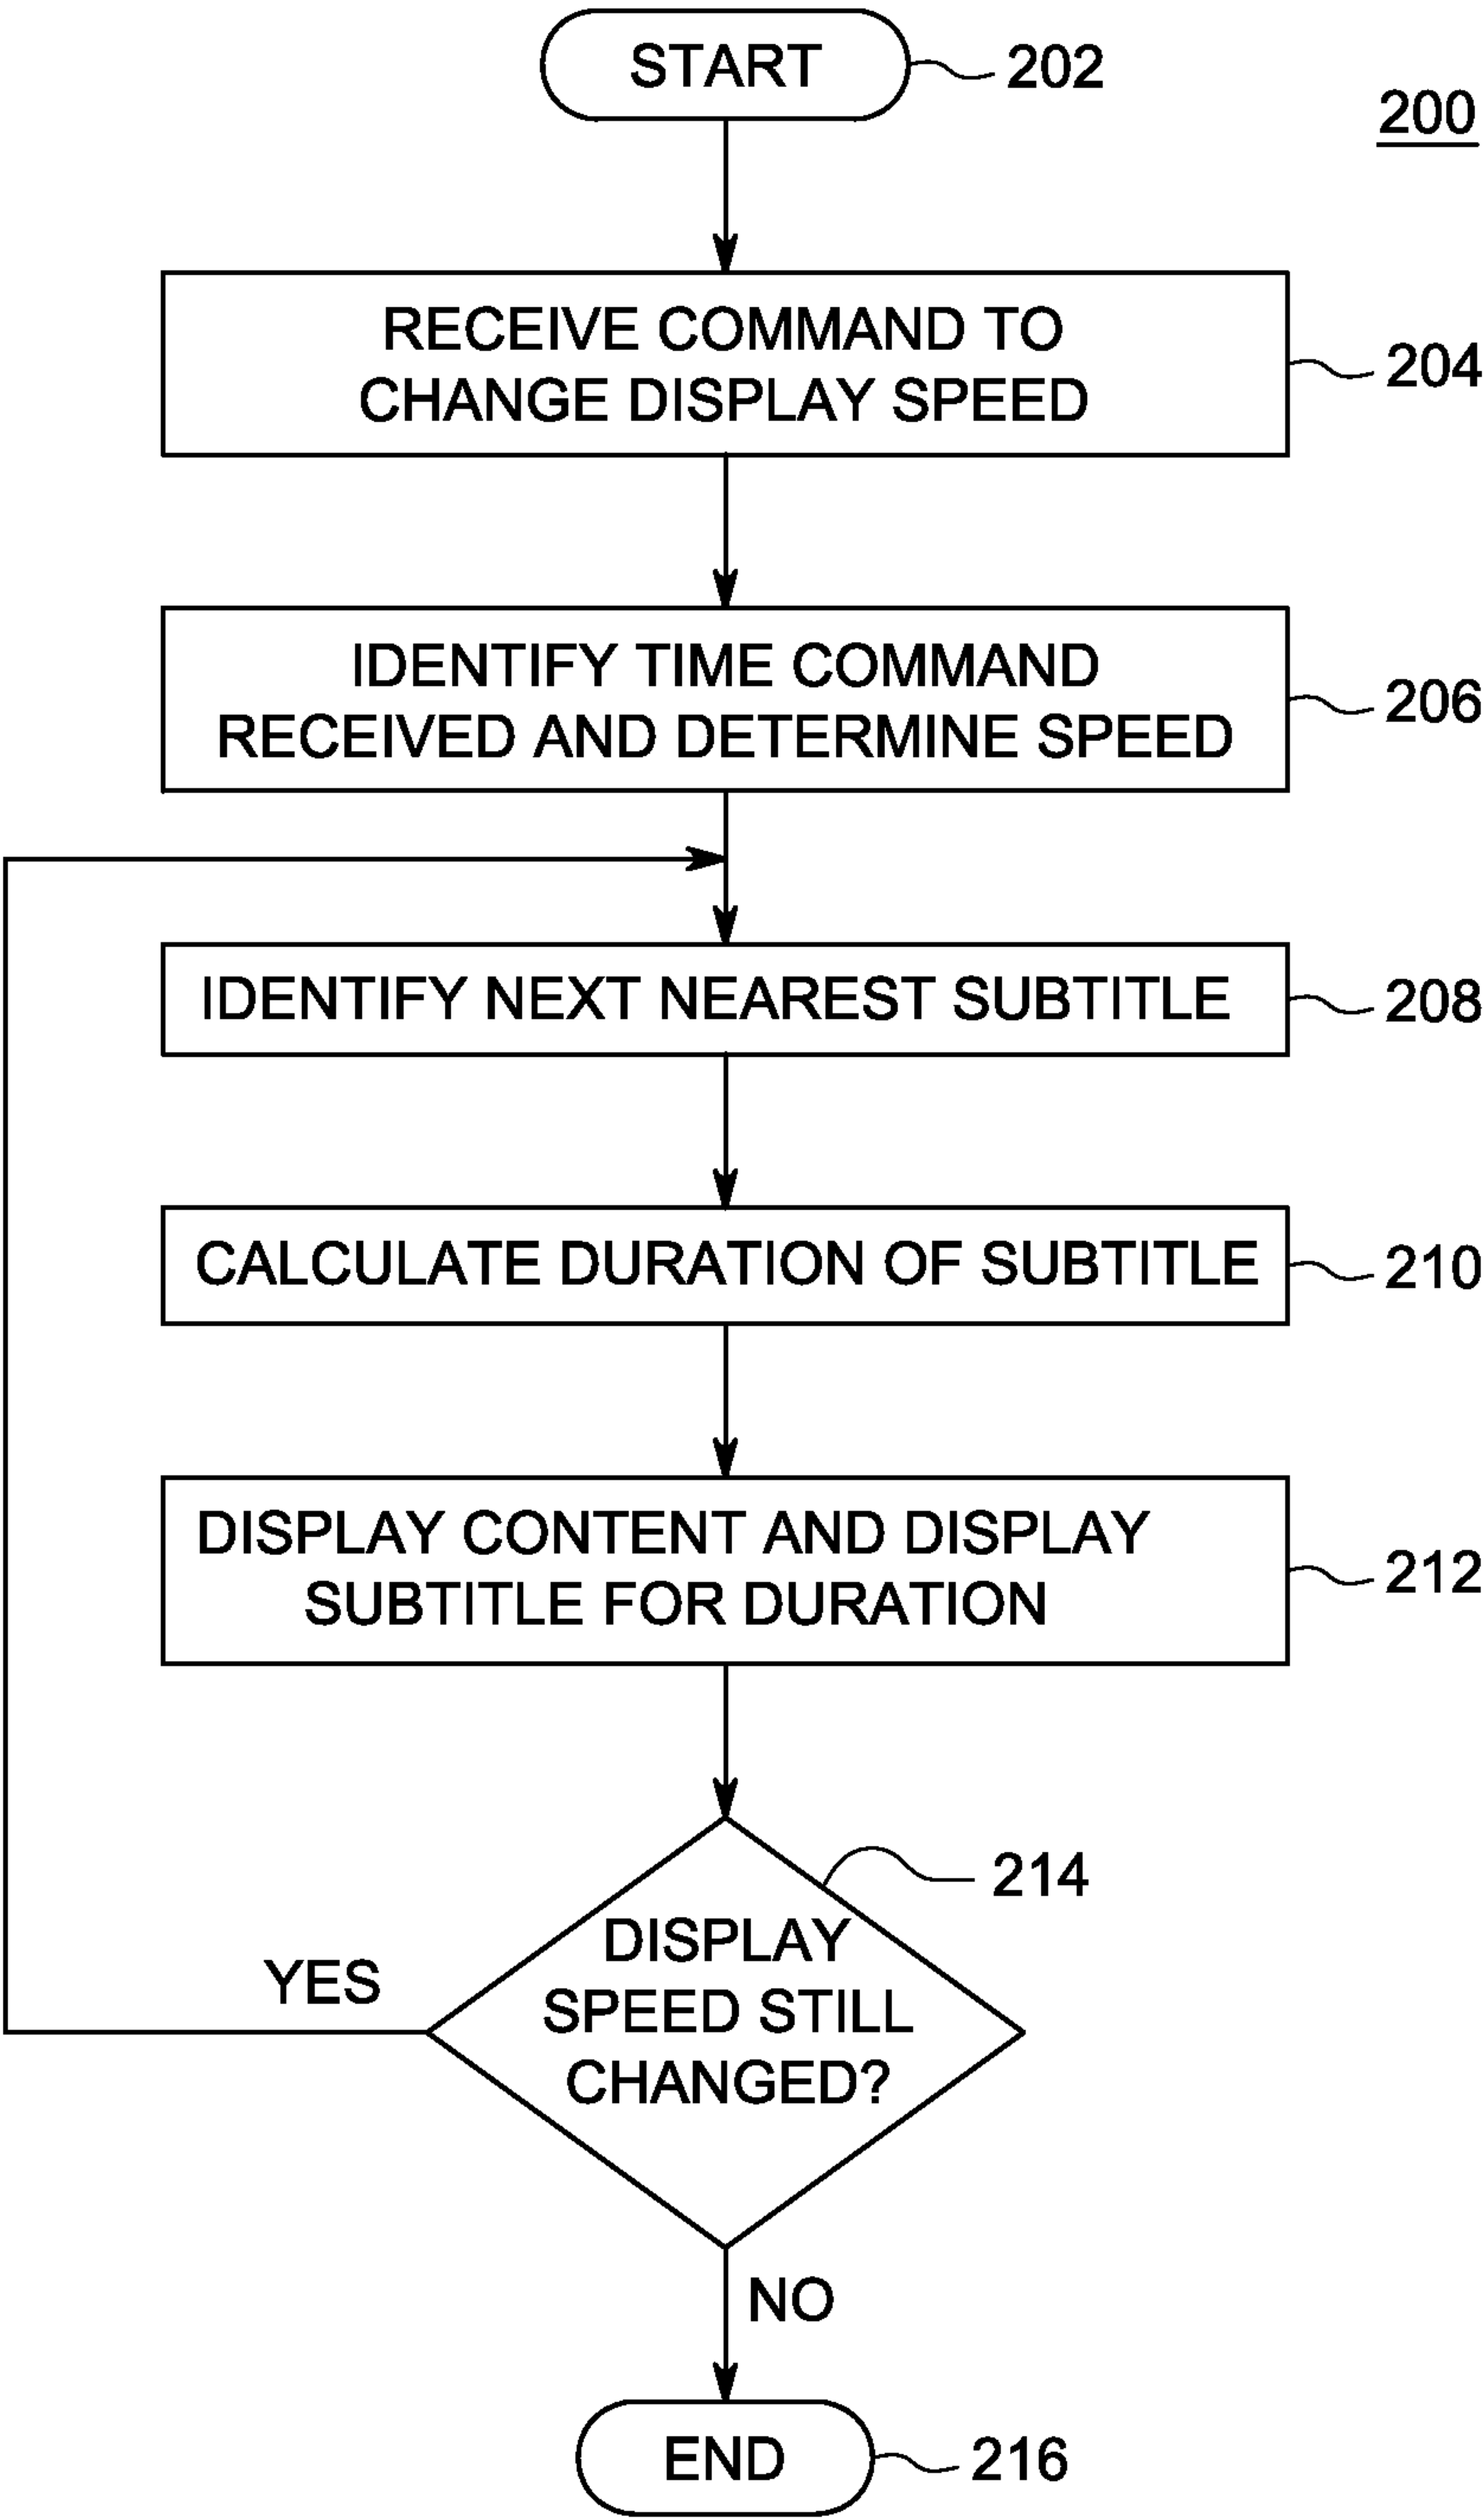 START
202
200
RECEIVE COMMAND TO
CHANGE DISPLAY SPEED
204
IDENTIFY TIME COMMAND
RECEIVED AND DETERMINE SPEED
206
IDENTIFY NEXT NEAREST SUBTITLE
208
CALCULATE DURATION OF SUBTITLE
210
DISPLAY CONTENT AND DISPLAY
SUBTITLE FOR DURATION
212
214
DISPLAY
SPEED STILL
CHANGED?
YES
NO
END
216